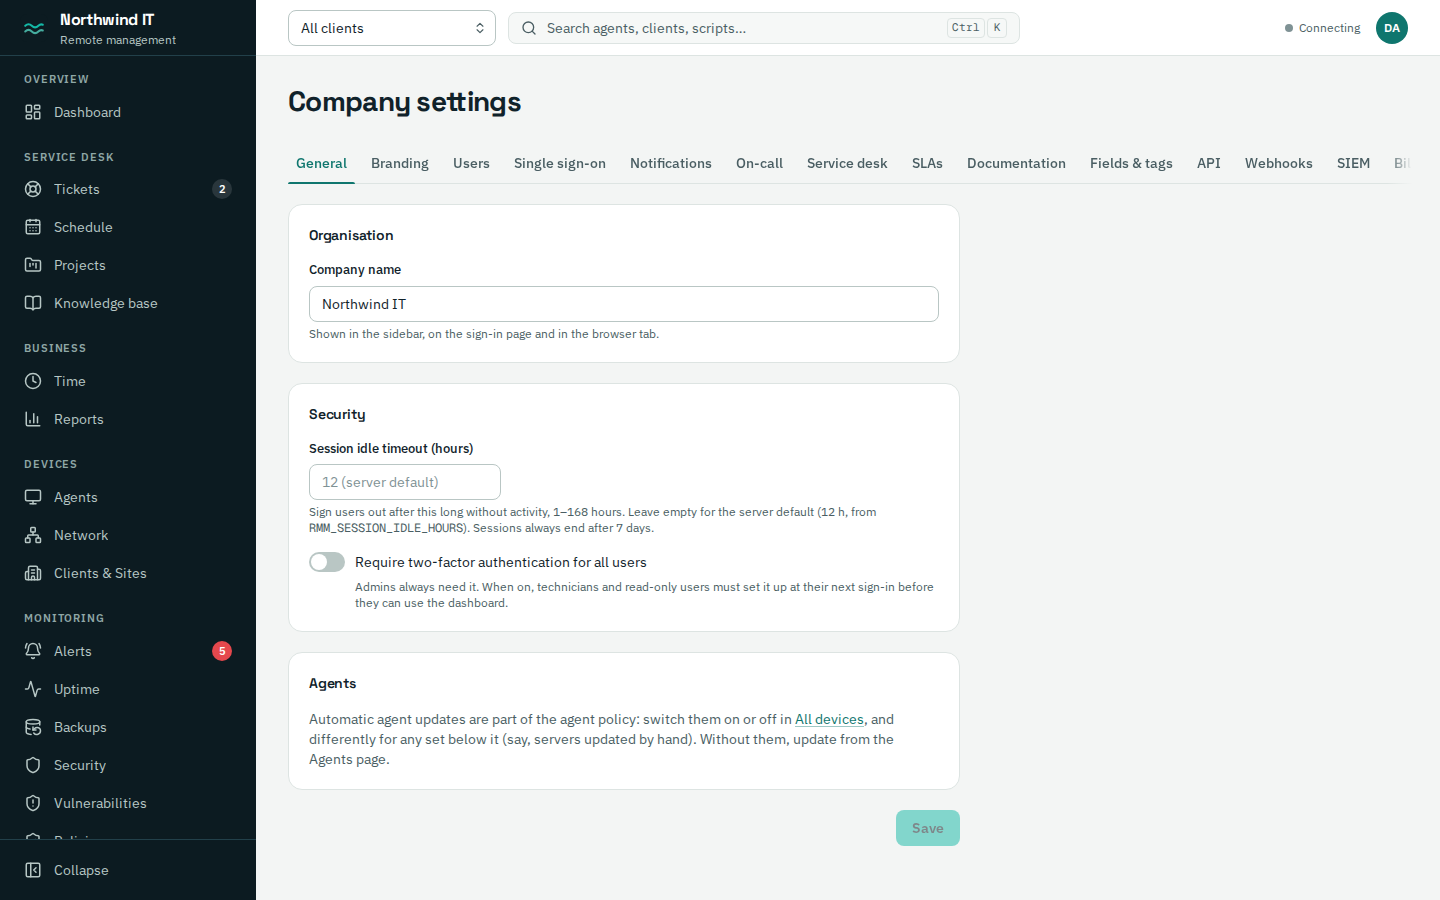 Northwind IT
Remote management
All clients
Search agents, clients, scripts...
Ctrl K
Connecting
DA
OVERVIEW
Dashboard
SERVICE DESK
Tickets 2
Schedule
Projects
Knowledge base
BUSINESS
Time
Reports
DEVICES
Agents
Network
Clients & Sites
MONITORING
Alerts 5
Uptime
Backups
Security
Vulnerabilities
Collapse
Company settings
General Branding Users Single sign-on Notifications On-call Service desk SLAs Documentation Fields & tags API Webhooks SIEM
Organisation
Company name
Northwind IT
Shown in the sidebar, on the sign-in page and in the browser tab.
Security
Session idle timeout (hours)
12 (server default)
Sign users out after this long without activity, 1–168 hours. Leave empty for the server default (12 h, from
RMM_SESSION_IDLE_HOURS). Sessions always end after 7 days.
Require two-factor authentication for all users
Admins always need it. When on, technicians and read-only users must set it up at their next sign-in before
they can use the dashboard.
Agents
Automatic agent updates are part of the agent policy: switch them on or off in All devices, and
differently for any set below it (say, servers updated by hand). Without them, update from the
Agents page.
Save